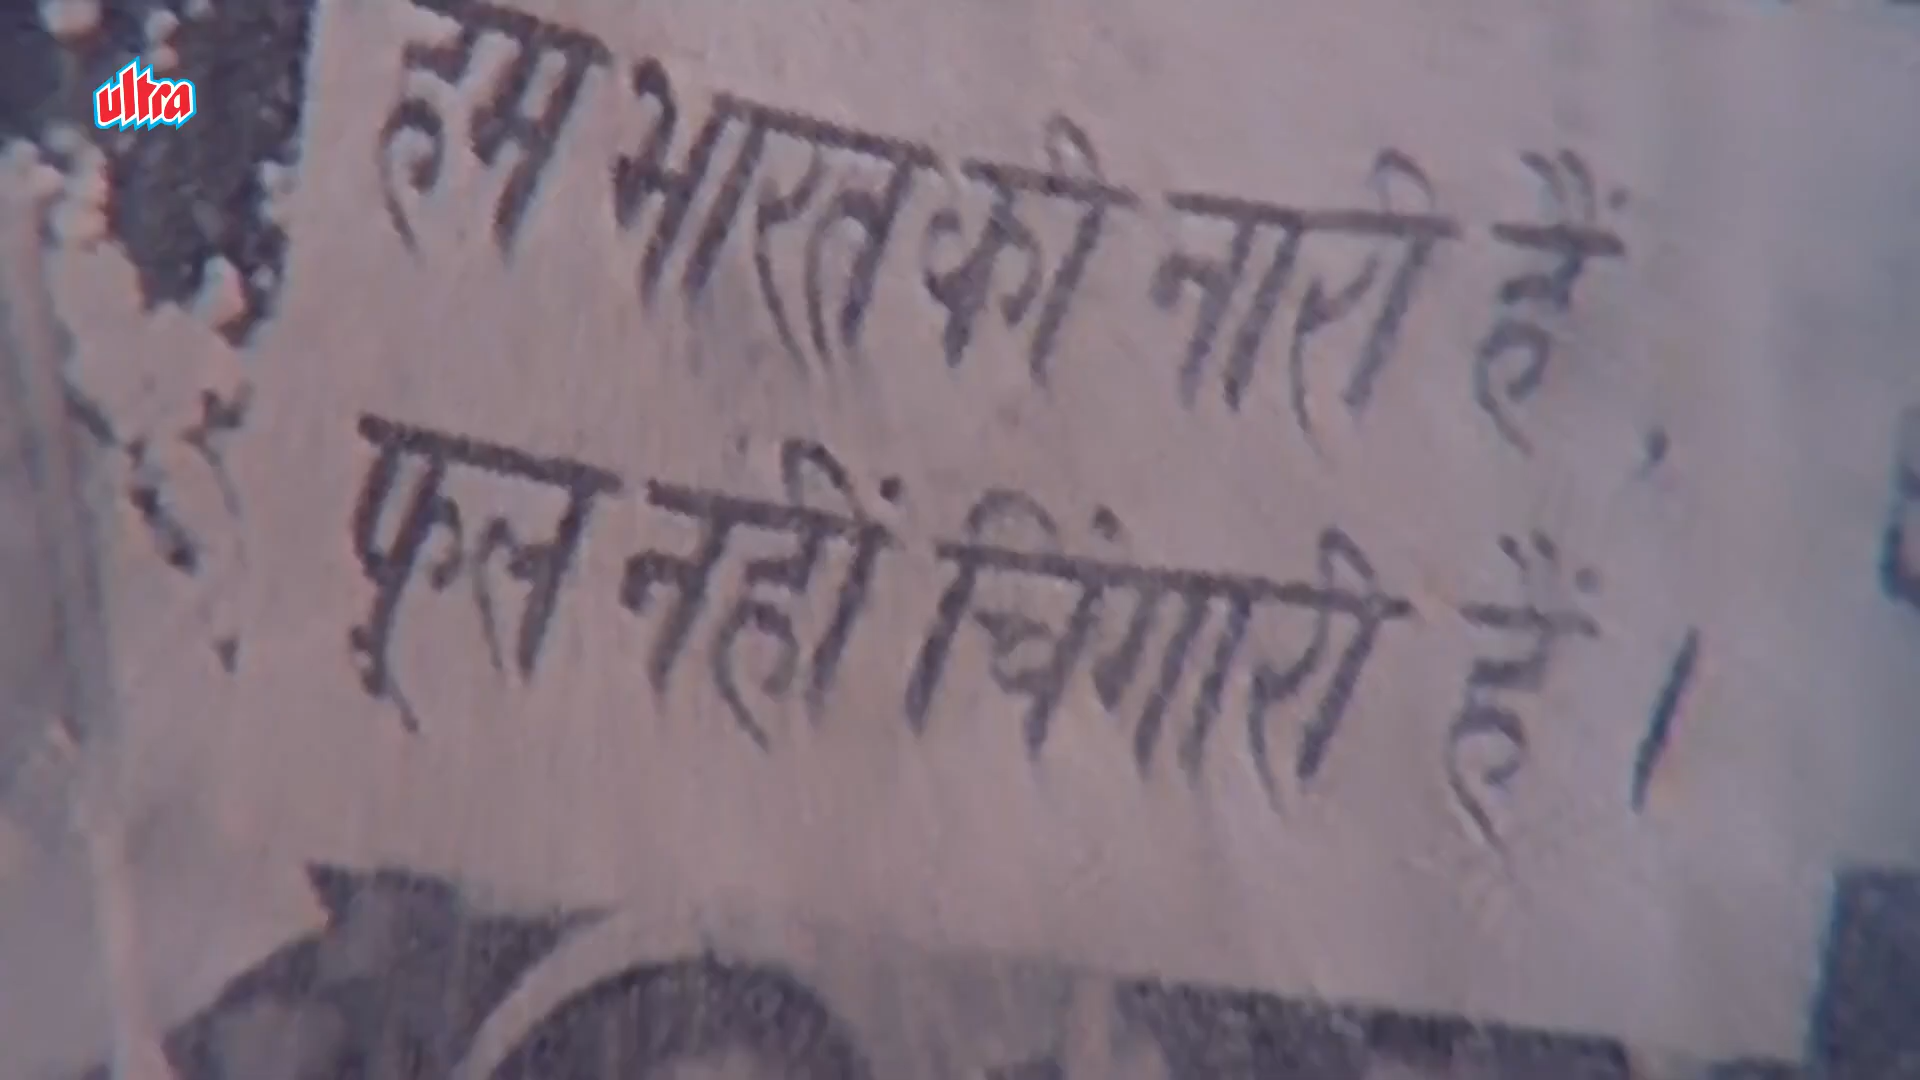 ultra
हम भारत की नारी हैं,
फूल नहीं चिंगारी हैं।